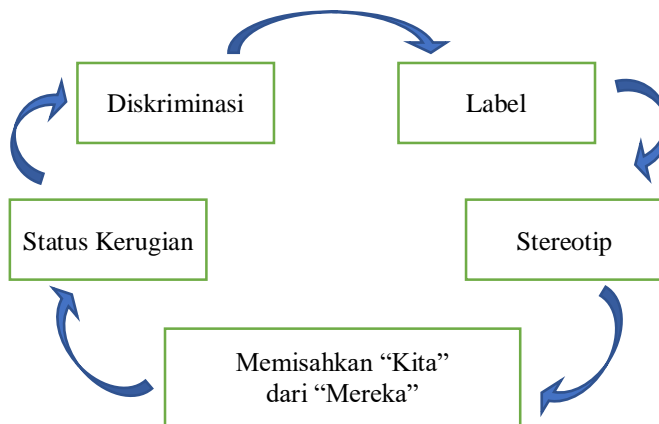 Diskriminasi
Label
Status Kerugian
Stereotip
Memisahkan “Kita”
dari “Mereka”